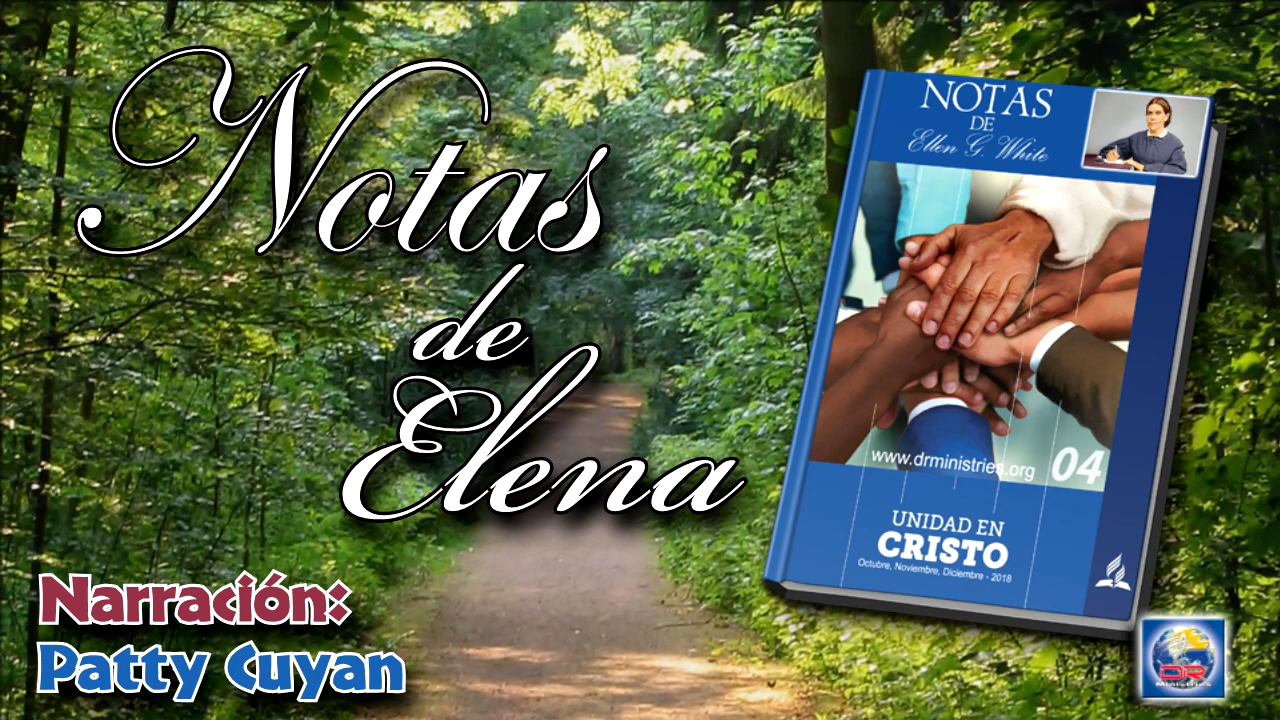 Notas
de
Elena
Narración:
Patty Cuyan
NOTAS
DE
Ellen G. White
www.drministries.org 04
UNIDAD EN
CRISTO
Octubre, Noviembre, Diciembre - 2018
DR
Ministries